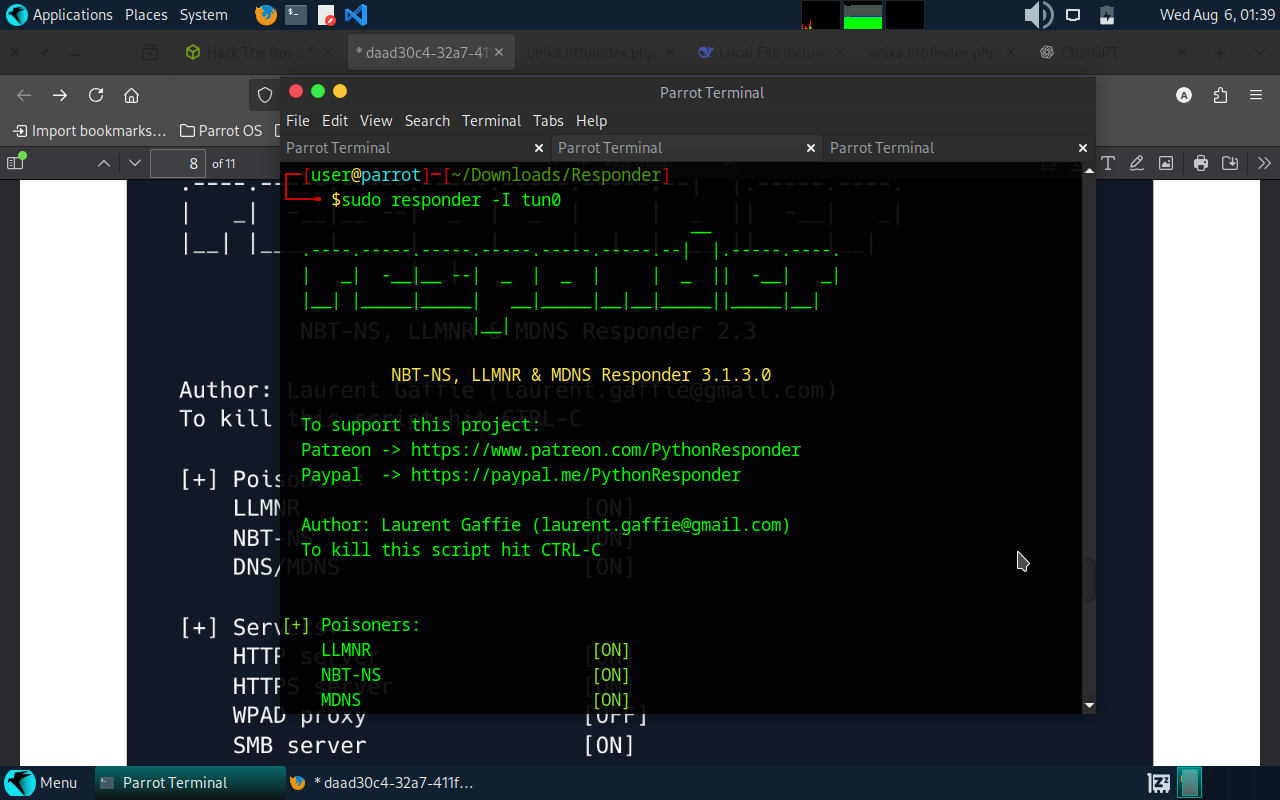 Applications Places System
Wed Aug 6, 01:39
Hack The Box ::
* daad30c4-32a7-41
unika.htb/index.php
Local File Inclusio
unika.htb/index.php
ChatGPT
Parrot Terminal
A
Import bookmarks...
Parrot OS
File Edit View Search Terminal Tabs Help
8 of 11
Parrot Terminal
Parrot Terminal
Parrot Terminal
[user@parrot]─[~/Downloads/Responder]
$sudo responder -I tun0
NBT-NS, LLMNR & MDNS Responder 3.1.3.0
To support this project:
Patreon -> https://www.patreon.com/PythonResponder
Paypal -> https://paypal.me/PythonResponder
Author: Laurent Gaffie (laurent.gaffie@gmail.com)
To kill this script hit CTRL-C
[+] Poisoners:
LLMNR [ON]
NBT-NS [ON]
MDNS [ON]
NBT-NS, LLMNR & MDNS Responder 2.3
Author: Laurent Gaffie (laurent.gaffie@gmail.com)
To kill this script hit CTRL-C
[+] Poisoners:
LLMNR [ON]
NBT-NS [ON]
DNS/MDNS [ON]
[+] Servers:
HTTP server [ON]
HTTPS server [ON]
WPAD proxy [OFF]
SMB server [ON]
Menu
Parrot Terminal
* daad30c4-32a7-411f...